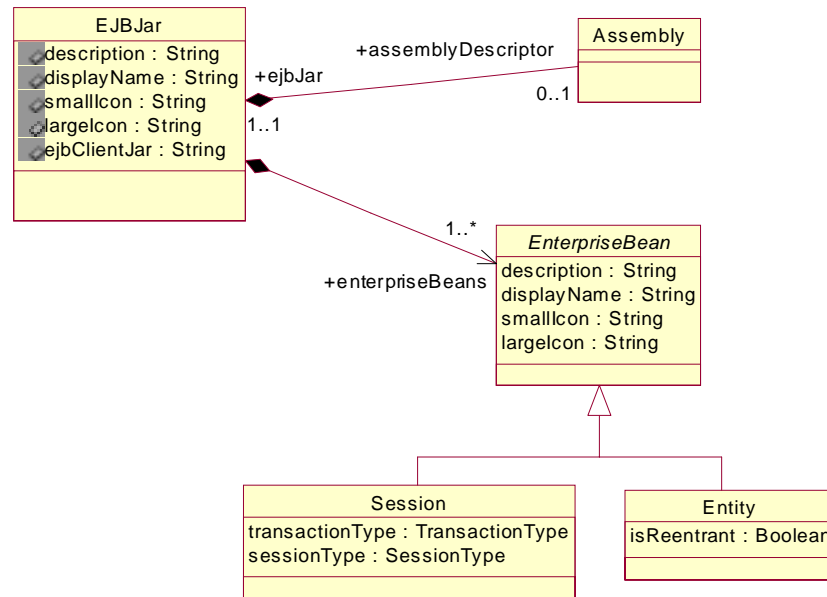 EJBJar
description : String
displayName : String
smallIcon : String
largeIcon : String
ejbClientJar : String
+assemblyDescriptor
+ejbJar
0..1
1..1
Assembly
1..*
+enterpriseBeans
EnterpriseBean
description : String
displayName : String
smallIcon : String
largeIcon : String
Session
transactionType : TransactionType
sessionType : SessionType
Entity
isReentrant : Boolean